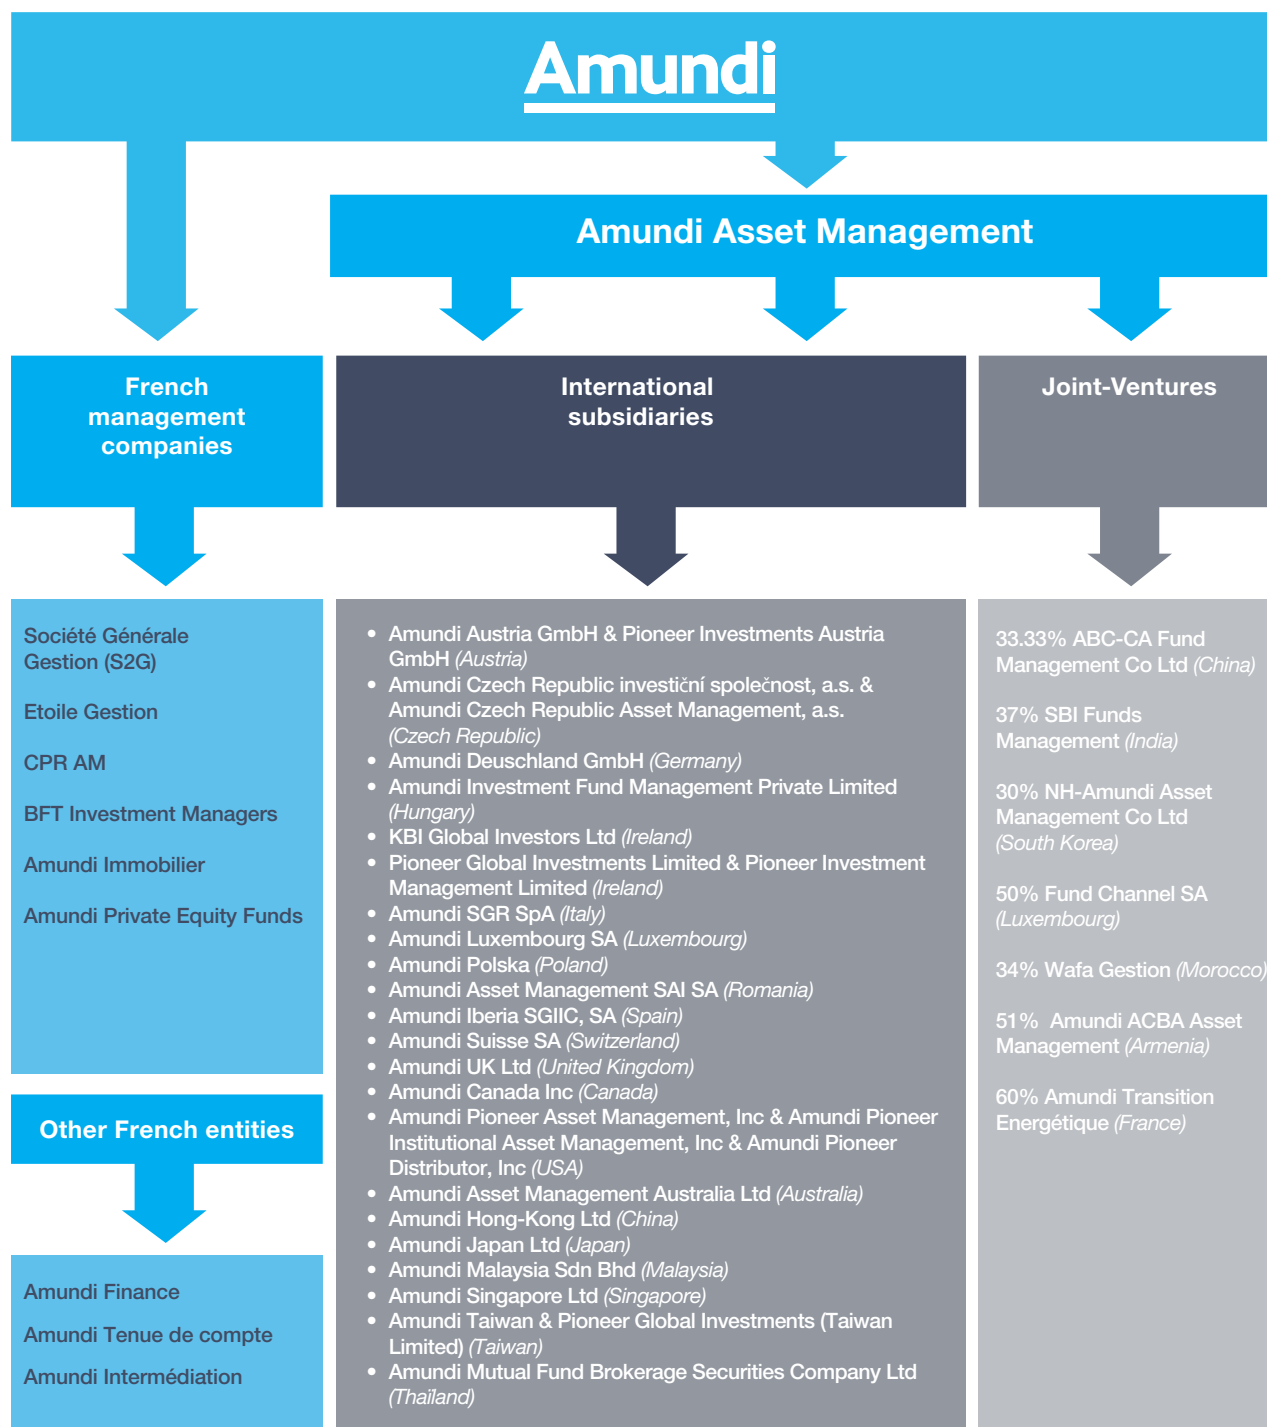 Amundi
Amundi Asset Management
French
management
companies
International
subsidiaries
Joint-Ventures
Société Générale
Gestion (S2G)
Etoile Gestion
CPR AM
BFT Investment Managers
Amundi Immobilier
Amundi Private Equity Funds
Other French entities
Amundi Finance
Amundi Tenue de compte
Amundi Intermédiation
• Amundi Austria GmbH & Pioneer Investments Austria
GmbH (Austria)
• Amundi Czech Republic investiční společnost, a.s. &
Amundi Czech Republic Asset Management, a.s.
(Czech Republic)
• Amundi Deuschland GmbH (Germany)
• Amundi Investment Fund Management Private Limited
(Hungary)
• KBI Global Investors Ltd (Ireland)
• Pioneer Global Investments Limited & Pioneer Investment
Management Limited (Ireland)
• Amundi SGR SpA (Italy)
• Amundi Luxembourg SA (Luxembourg)
• Amundi Polska (Poland)
• Amundi Asset Management SAI SA (Romania)
• Amundi Iberia SGIIC, SA (Spain)
• Amundi Suisse SA (Switzerland)
• Amundi UK Ltd (United Kingdom)
• Amundi Canada Inc (Canada)
• Amundi Pioneer Asset Management, Inc & Amundi Pioneer
Institutional Asset Management, Inc & Amundi Pioneer
Distributor, Inc (USA)
• Amundi Asset Management Australia Ltd (Australia)
• Amundi Hong-Kong Ltd (China)
• Amundi Japan Ltd (Japan)
• Amundi Malaysia Sdn Bhd (Malaysia)
• Amundi Singapore Ltd (Singapore)
• Amundi Taiwan & Pioneer Global Investments (Taiwan
Limited) (Taiwan)
• Amundi Mutual Fund Brokerage Securities Company Ltd
(Thaïland)
33.33% ABC-CA Fund
Management Co Ltd (China)
37% SBI Funds
Management (India)
30% NH-Amundi Asset
Management Co Ltd
(South Korea)
50% Fund Channel SA
(Luxembourg)
34% Wafa Gestion (Morocco)
51% Amundi ACBA Asset
Management (Armenia)
60% Amundi Transition
Energétique (France)